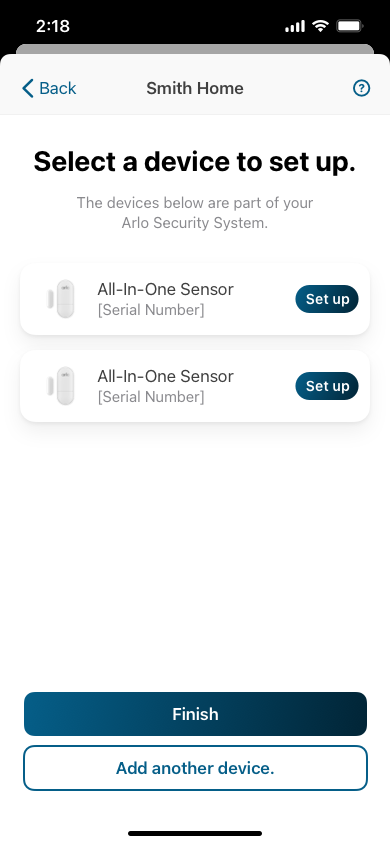 2:18
Back
Smith Home
Select a device to set up.
The devices below are part of your
Arlo Security System.
All-In-One Sensor
[Serial Number]
Set up
All-In-One Sensor
[Serial Number]
Set up
Finish
Add another device.